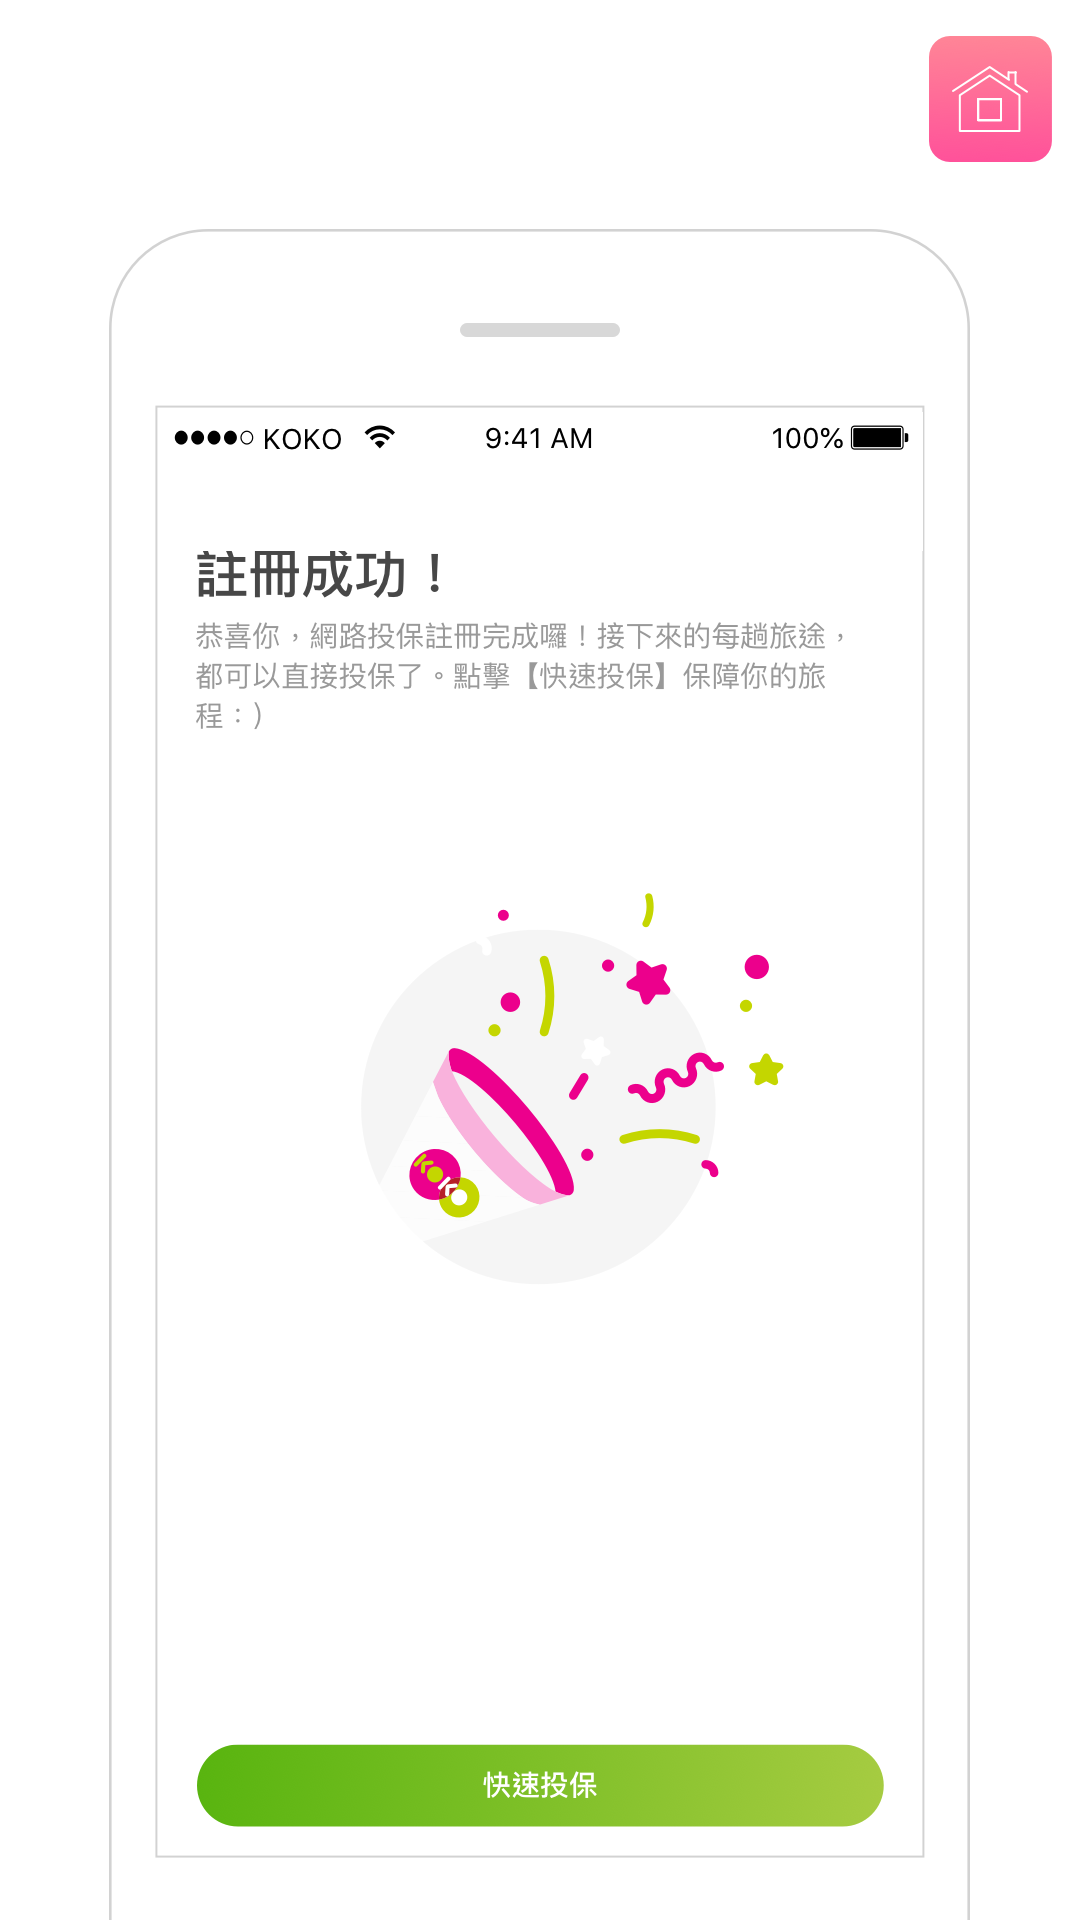 KOKO 9:41 AM 100%
註冊成功！
恭喜你，網路投保註冊完成囉！接下來的每趟旅途，
都可以直接投保了。點擊【快速投保】保障你的旅
程：)
KOKO
快速投保